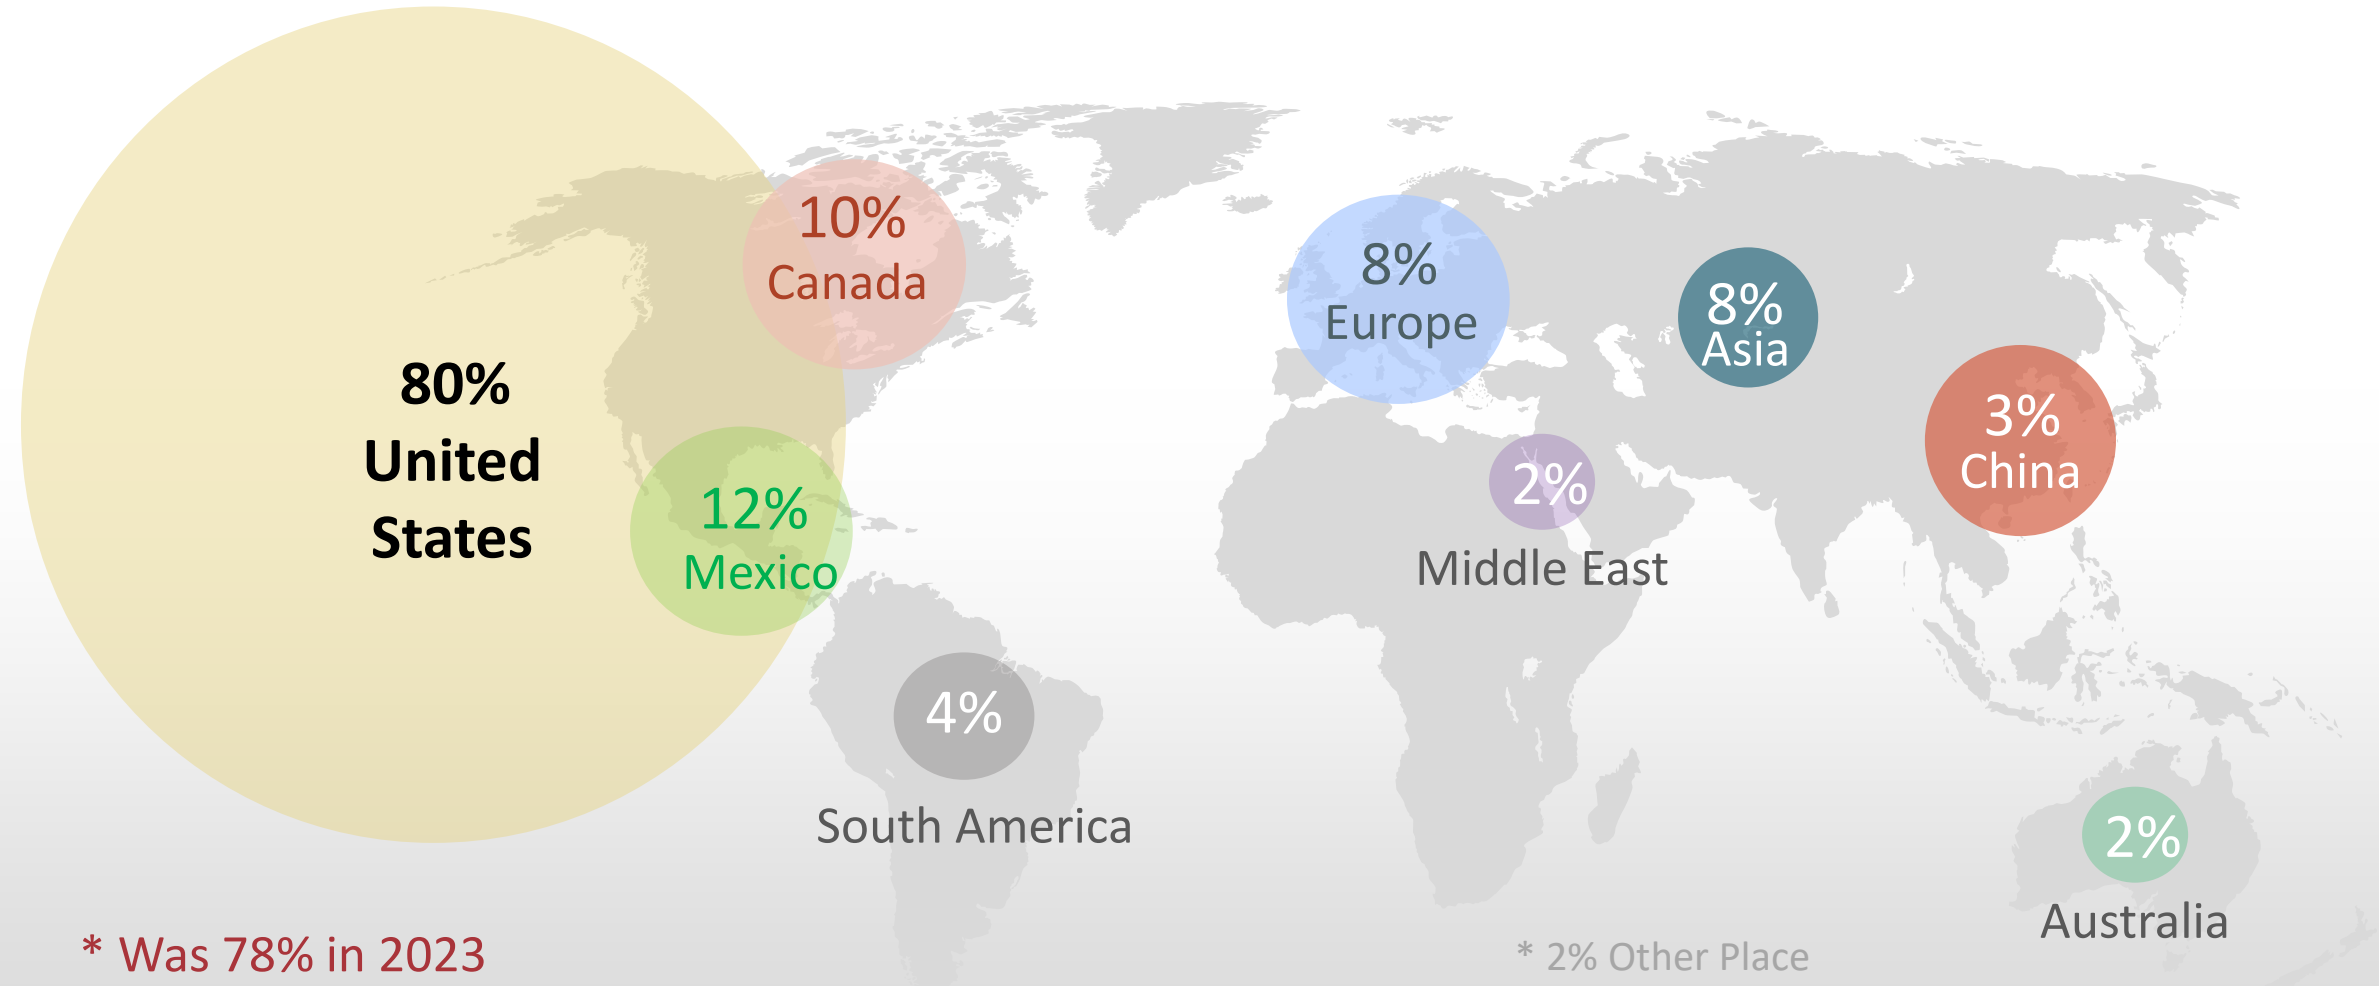 80%
United
States
10%
Canada
12%
Mexico
4%
South America
8%
Europe
8%
Asia
3%
China
2%
Middle East
2%
Australia
* Was 78% in 2023
* 2% Other Place